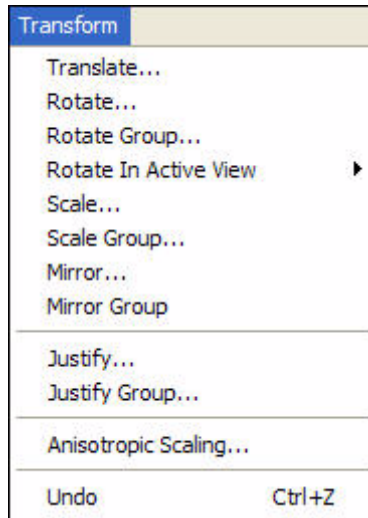 Transform
Translate...
Rotate...
Rotate Group...
Rotate In Active View
Scale...
Scale Group...
Mirror...
Mirror Group
Justify...
Justify Group...
Anisotropic Scaling...
Undo Ctrl+Z